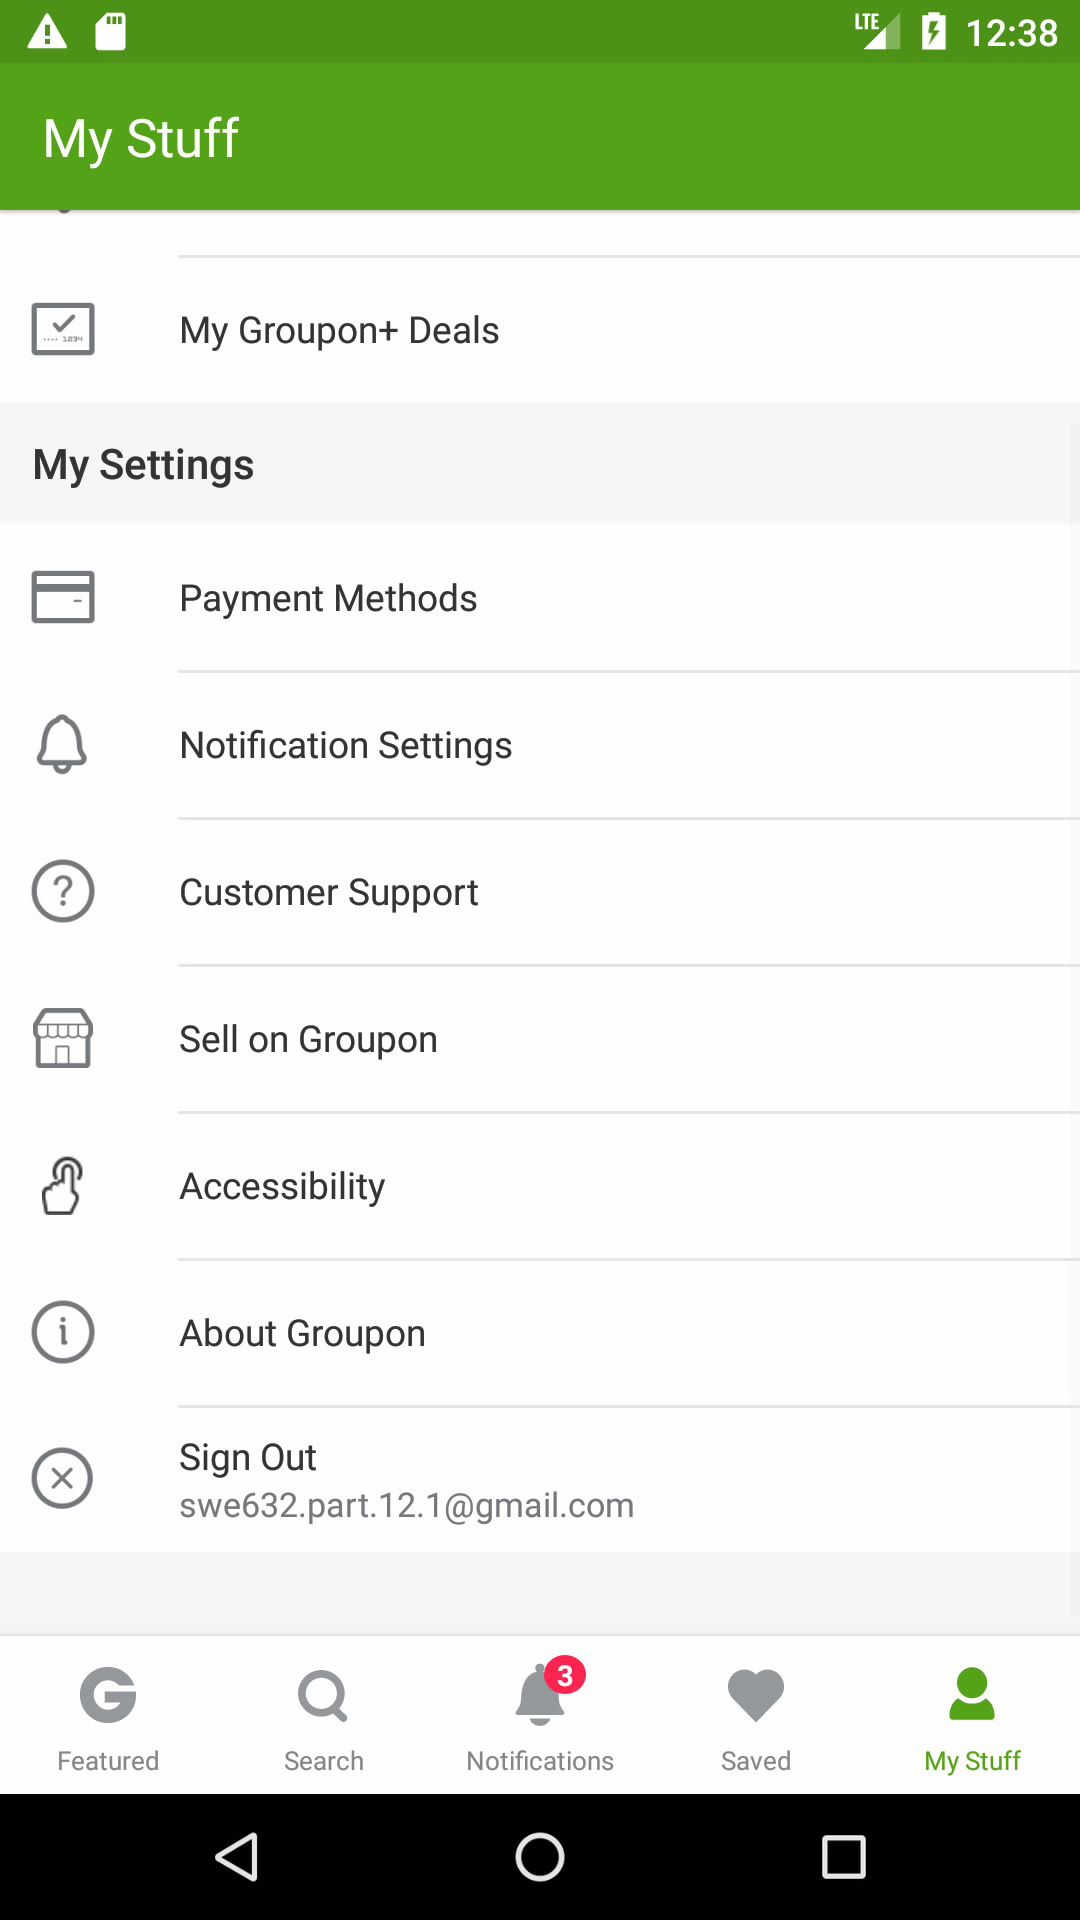 LTE 12:38
My Stuff
1234
My Groupon+ Deals
My Settings
Payment Methods
Notification Settings
Customer Support
Sell on Groupon
Accessibility
About Groupon
Sign Out
swe632.part.12.1@gmail.com
3
Featured Search Notifications Saved My Stuff